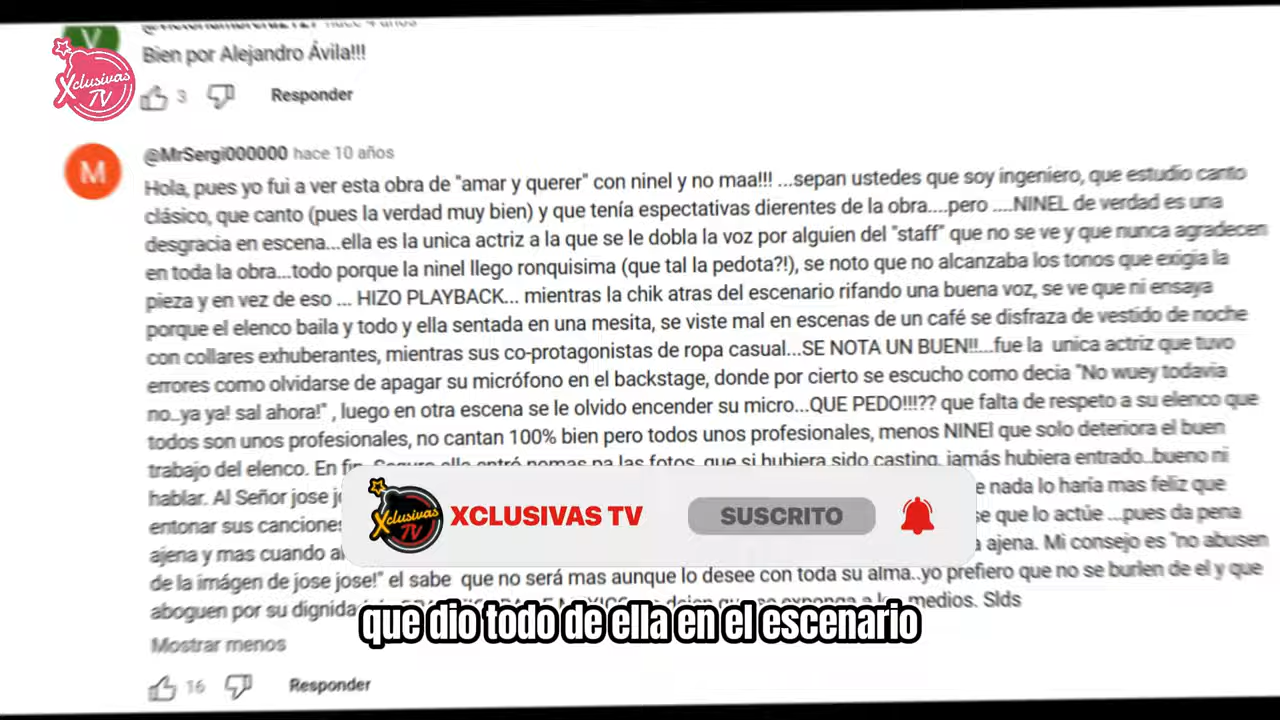 hace 4 años
Bien por Alejandro Ávila!!!
3 Responder
Xclusivas TV
M
@MrSergi000000 hace 10 años
Hola, pues yo fui a ver esta obra de "amar y querer" con ninel y no maa!!! ...sepan ustedes que soy ingeniero, que estudio canto
clásico, que canto (pues la verdad muy bien) y que tenía espectativas dierentes de la obra....pero ....NINEL de verdad es una
desgracia en escena...ella es la unica actriz a la que se le dobla la voz por alguien del "staff" que no se ve y que nunca agradecen
en toda la obra...todo porque la ninel llego ronquisima (que tal la pedota?!), se noto que no alcanzaba los tonos que exigia la
pieza y en vez de eso ... HIZO PLAYBACK... mientras la chik atras del escenario rifando una buena voz, se ve que ni ensaya
porque el elenco baila y todo y ella sentada en una mesita, se viste mal en escenas de un café se disfraza de vestido de noche
con collares exhuberantes, mientras sus co-protagonistas de ropa casual...SE NOTA UN BUEN!!...fue la unica actriz que tuvo
errores como olvidarse de apagar su micrófono en el backstage, donde por cierto se escucho como decia "No wuey todavia
no..ya ya! sal ahora!" , luego en otra escena se le olvido encender su micro...QUE PEDO!!!?? que falta de respeto a su elenco que
todos son unos profesionales, no cantan 100% bien pero todos unos profesionales, menos NINEl que solo deteriora el buen
trabajo del elenco. En fin. Seguro ella entró nomas pa las fotos, que si hubiera sido casting, jamás hubiera entrado..bueno ni
hablar. Al Señor jose nada lo haría mas feliz que
entonar sus canciones se que lo actúe ...pues da pena
ajena y mas cuando ajena. Mi consejo es "no abusen
de la imágen de jose jose!" el sabe que no será mas aunque lo desee con toda su alma..yo prefiero que no se burlen de el y que
aboguen por su dignidad medios. Slds
XCLUSIVAS TV SUSCRITO
que dio todo de ella en el escenario
Mostrar menos
16 Responder